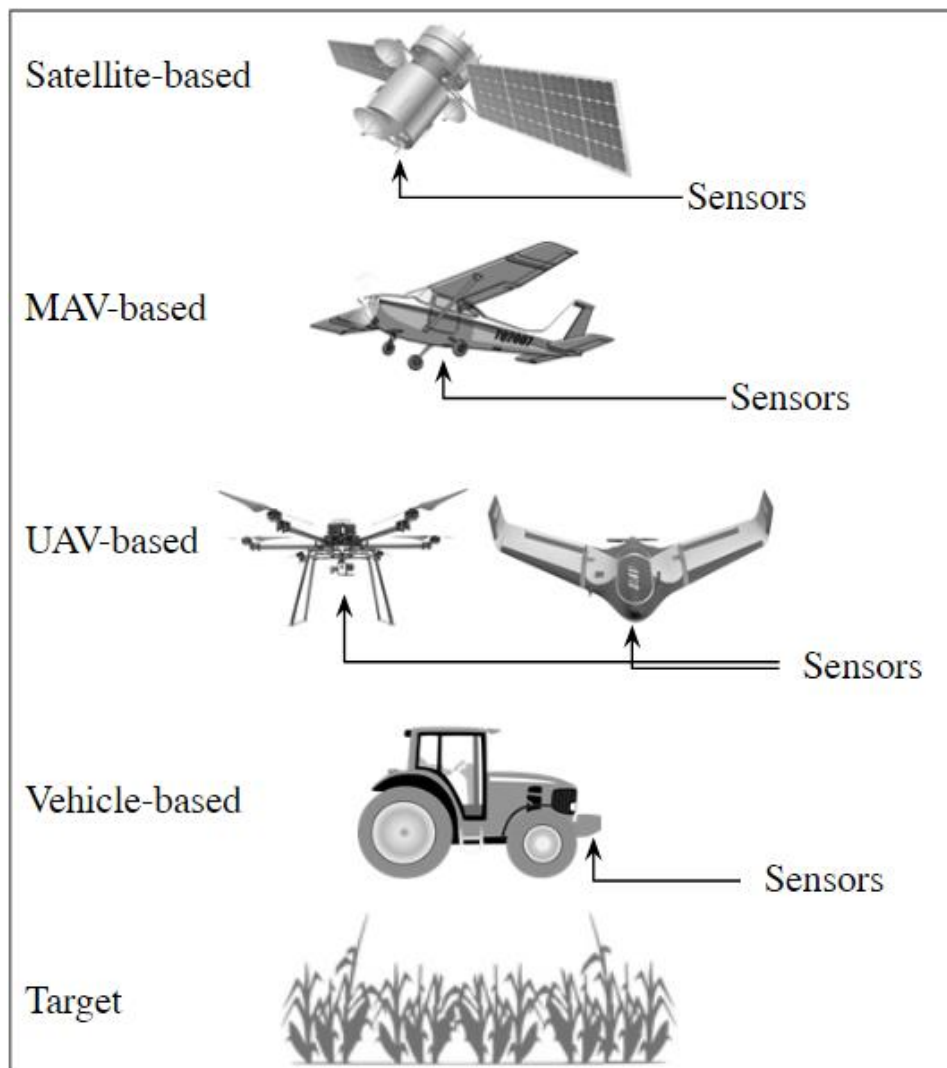 Satellite-based
Sensors
MAV-based
Sensors
UAV-based
Sensors
Vehicle-based
Sensors
Target